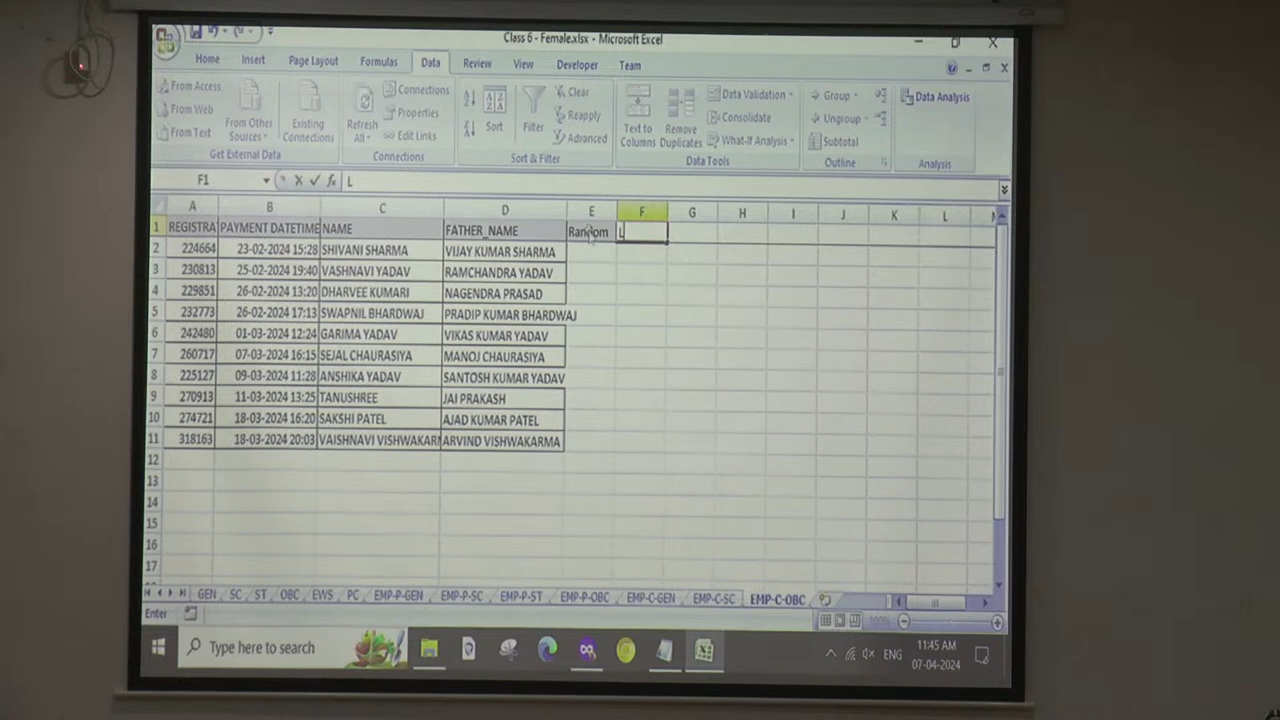 Class 6 - Female.xlsx - Microsoft Excel
Home Insert Page Layout Formulas Data Review View Developer Team
From Access
From Web
From Text
From Other Sources
Existing Connections
Get External Data
Refresh All
Connections
Properties
Edit Links
Connections
Sort
Filter
Clear
Reapply
Advanced
Sort & Filter
Text to Columns
Remove Duplicates
Data Validation
Consolidate
What-If Analysis
Data Tools
Group
Ungroup
Subtotal
Outline
Data Analysis
Analysis
F1 fx L
A B C D E F G H I J K L M
1 REGISTRA PAYMENT DATETIME NAME FATHER_NAME Random L
2 224664 23-02-2024 15:28 SHIVANI SHARMA VIJAY KUMAR SHARMA
3 230813 25-02-2024 19:40 VASHNAVI YADAV RAMCHANDRA YADAV
4 229851 26-02-2024 13:20 DHARVEE KUMARI NAGENDRA PRASAD
5 232773 26-02-2024 17:13 SWAPNIL BHARDWAJ PRADIP KUMAR BHARDWAJ
6 242480 01-03-2024 12:24 GARIMA YADAV VIKAS KUMAR YADAV
7 260717 07-03-2024 16:15 SEJAL CHAURASIYA MANOJ CHAURASIYA
8 225127 09-03-2024 11:28 ANSHIKA YADAV SANTOSH KUMAR YADAV
9 270913 11-03-2024 13:25 TANUSHREE JAI PRAKASH
10 274721 18-03-2024 16:20 SAKSHI PATEL AJAD KUMAR PATEL
11 318163 18-03-2024 20:03 VAISHNAVI VISHWAKARM ARVIND VISHWAKARMA
12
13
14
15
16
17
GEN SC ST OBC EWS PC EMP-P-GEN EMP-P-SC EMP-P-ST EMP-P-OBC EMP-C-GEN EMP-C-SC EMP-C-OBC
Enter 100%
Type here to search
ENG
11:45 AM
07-04-2024